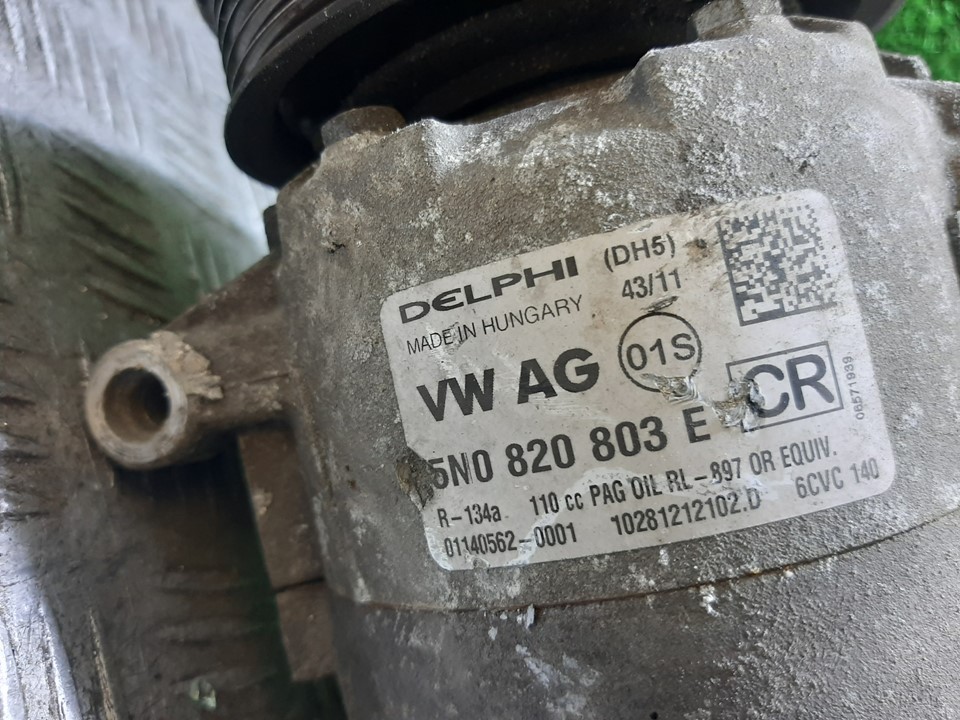 DELPHI (DH5)
MADE IN HUNGARY 43/11
VW AG 01S
CR
5N0 820 803 E
R-134a 110 cc PAG OIL RL-897 OR EQUIV.
01140562-0001 10281212102.D 6CVC 140
06571939